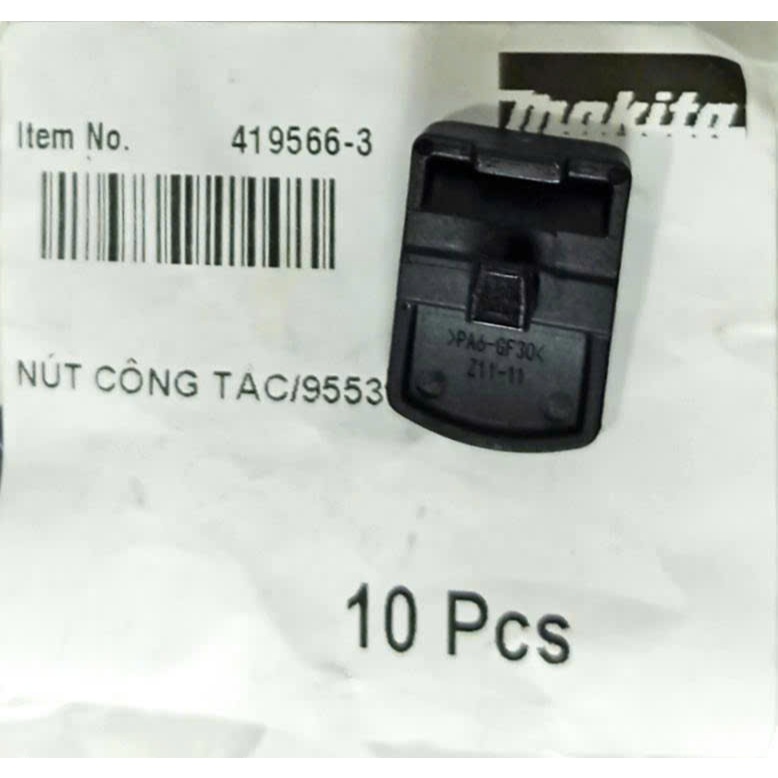 makita
Item No. 419566-3
NÚT CÔNG TẮC/9553
>PA6-GF30<
Z11-11
10 Pcs